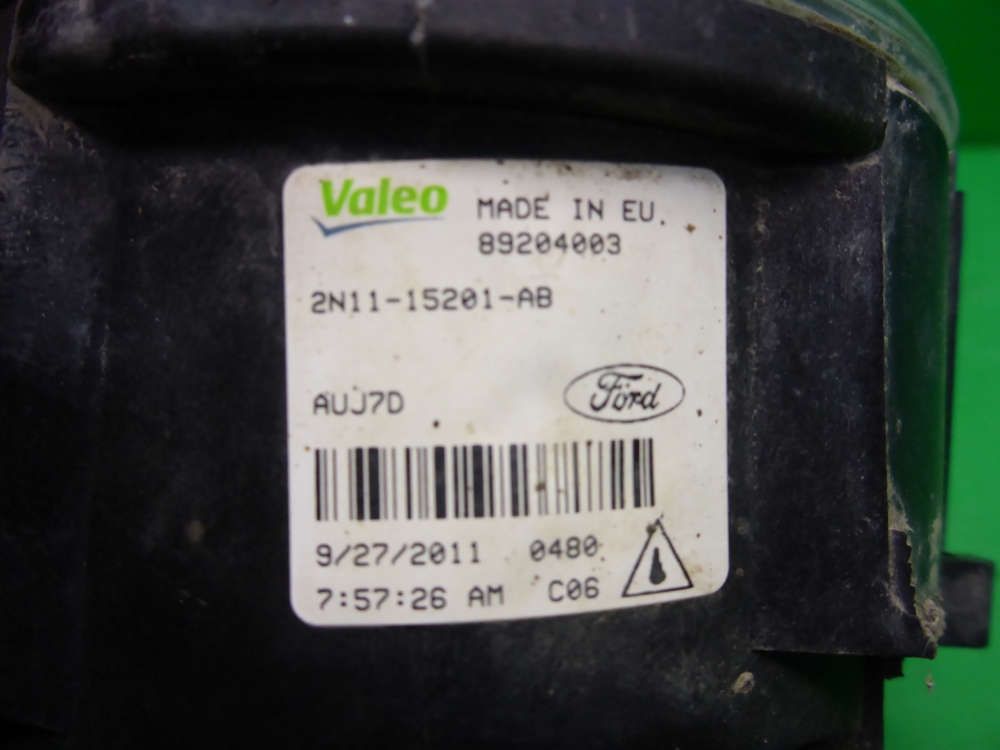 Valeo MADE IN EU.
89204003
2N11-15201-AB
AUJ7D Ford
9/27/2011 0480
7:57:26 AM C06